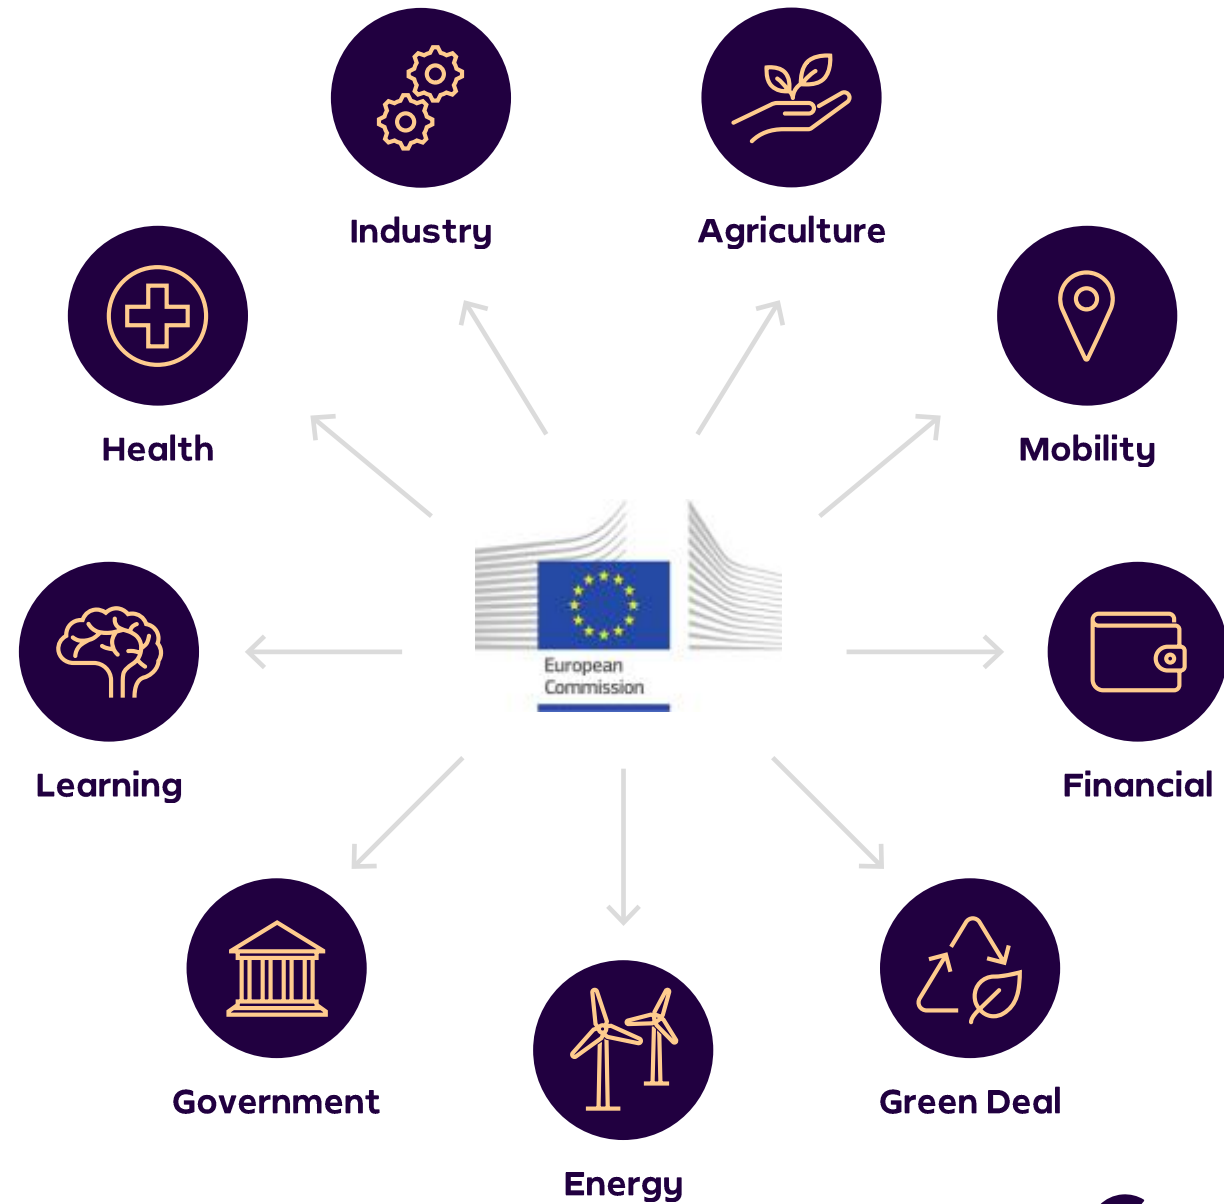 Industry
Agriculture
Health
Mobility
European
Commission
Learning
Financial
Government
Green Deal
Energy